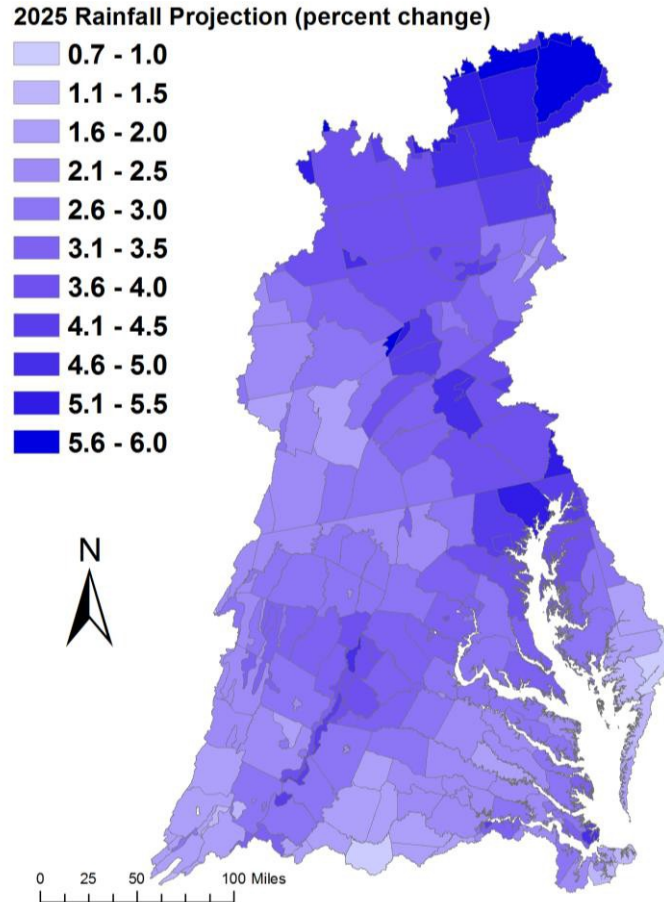 2025 Rainfall Projection (percent change)
0.7 - 1.0
1.1 - 1.5
1.6 - 2.0
2.1 - 2.5
2.6 - 3.0
3.1 - 3.5
3.6 - 4.0
4.1 - 4.5
4.6 - 5.0
5.1 - 5.5
5.6 - 6.0
N
0 25 50 100 Miles